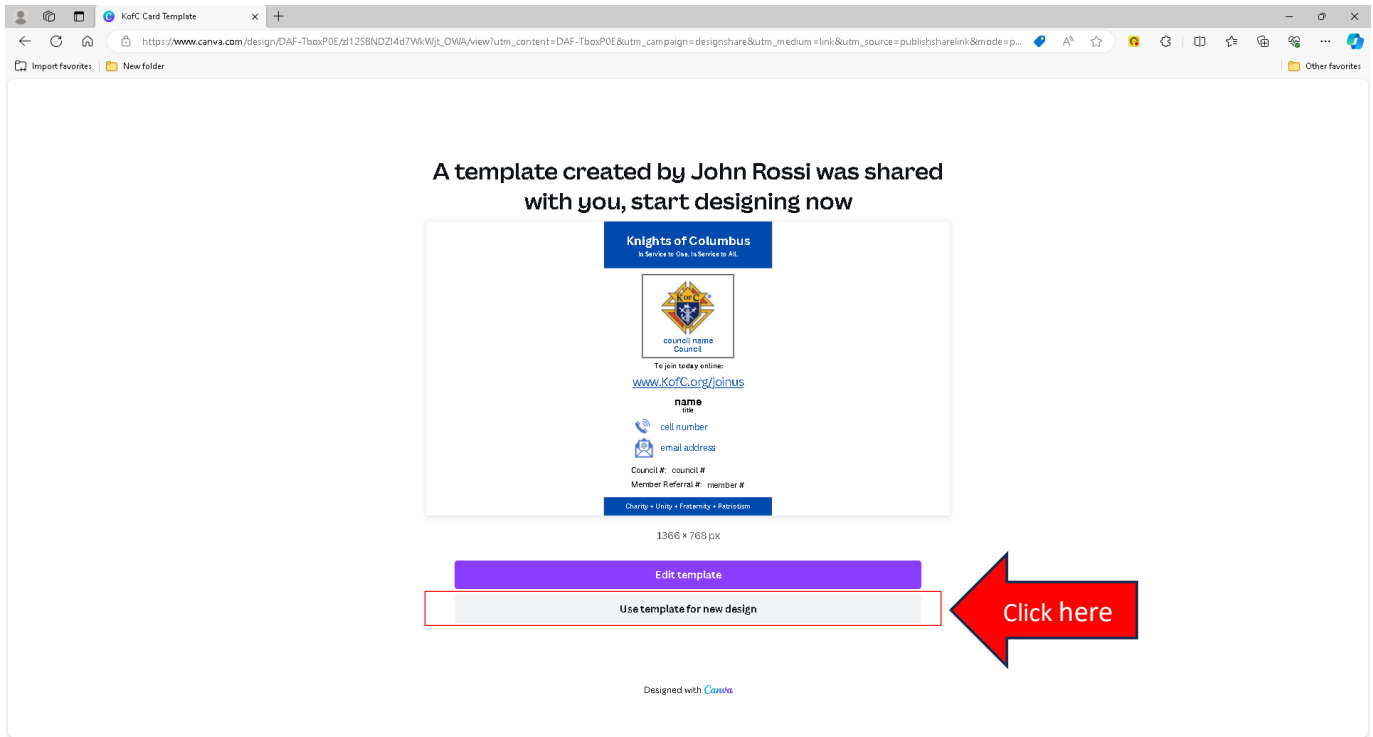 KofC Card Template
https://www.canva.com/design/DAF-TboxP0E/zl12SBNDZl4d7WkWjt_OWA/view?utm_content=DAF-TboxP0E&utm_campaign=designshare&utm_medium=link&utm_source=publishsharelink&mode=p...
Import favorites New folder Other favorites
A template created by John Rossi was shared
with you, start designing now
Knights of Columbus
In Service to One. In Service to All.
K of C
council name
Council
To join today online:
www.KofC.org/joinus
name
title
cell number
email address
Council #: council #
Member Referral #: member #
Charity + Unity + Fraternity + Patriotism
1366 × 768 px
Edit template
Use template for new design
Click here
Designed with Canva